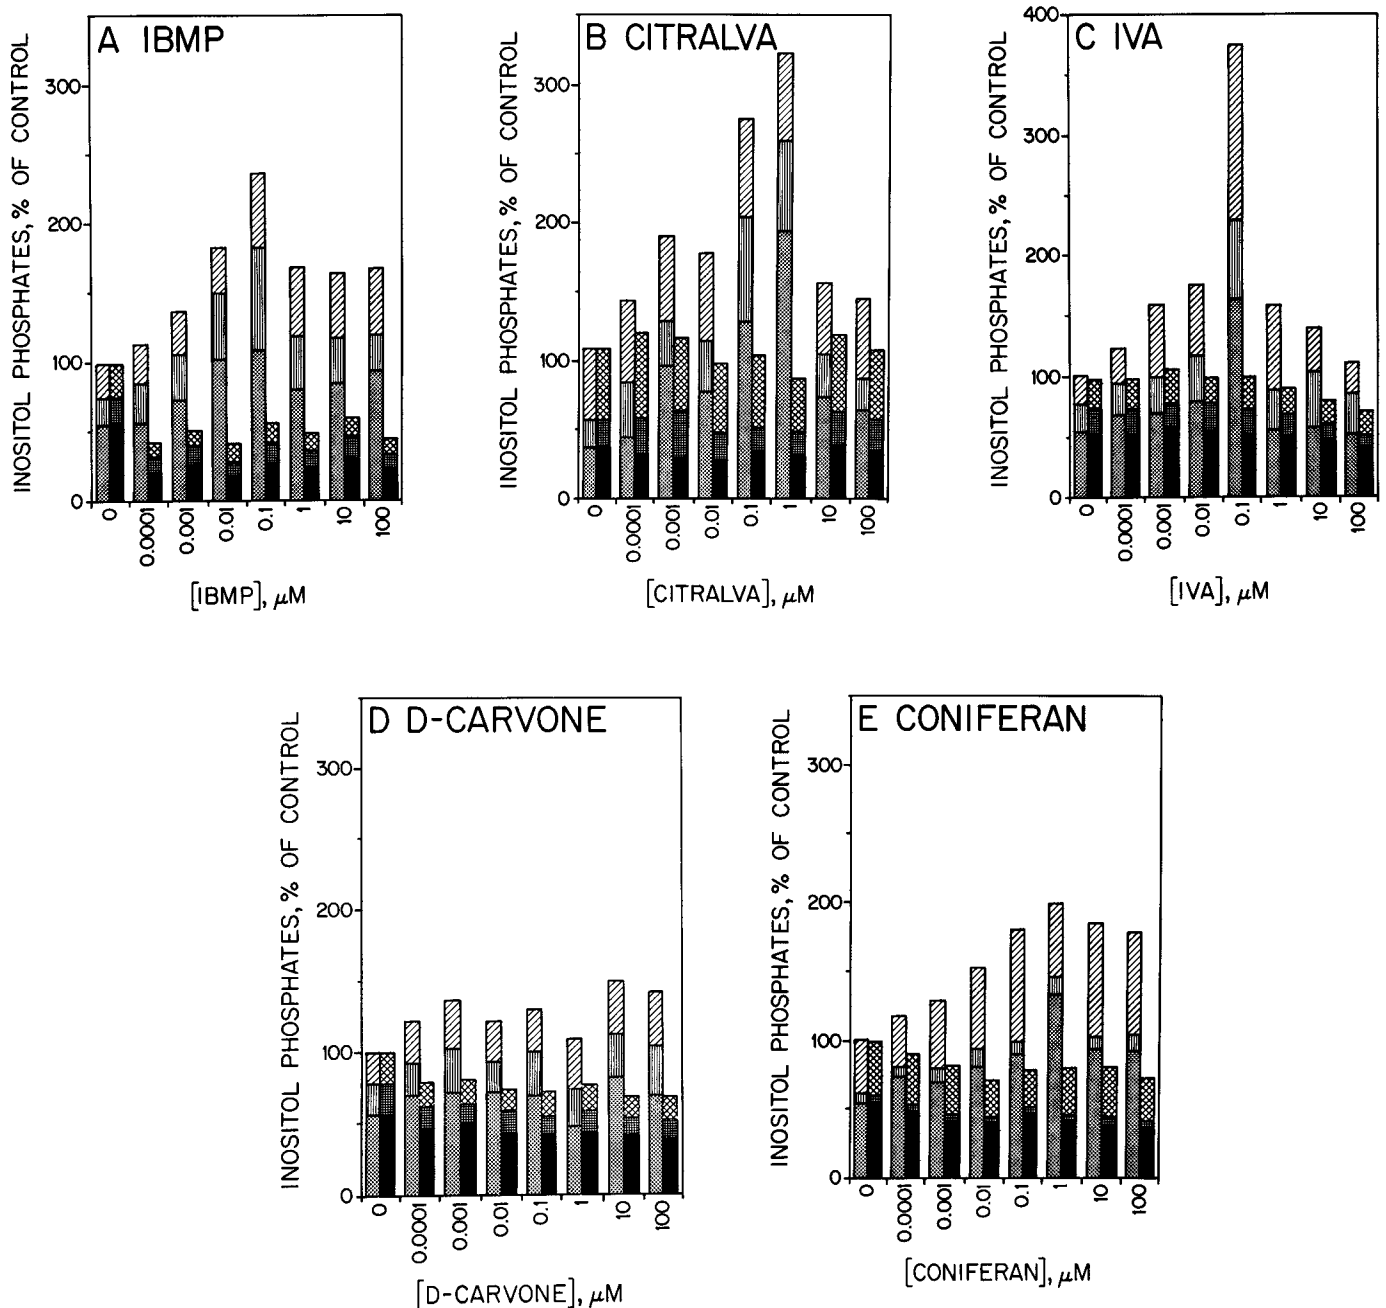 A IBMP
INOSITOL PHOSPHATES, % OF CONTROL
300
200
100
0
0 0.0001 0.001 0.01 0.1 1 10 100
[IBMP], μM
B CITRALVA
INOSITOL PHOSPHATES, % OF CONTROL
300
200
100
0
0 0.0001 0.001 0.01 0.1 1 10 100
[CITRALVA], μM
C IVA
INOSITOL PHOSPHATES, % OF CONTROL
400
300
200
100
0
0 0.0001 0.001 0.01 0.1 1 10 100
[IVA], μM
D D-CARVONE
INOSITOL PHOSPHATES, % OF CONTROL
300
200
100
0
0 0.0001 0.001 0.01 0.1 1 10 100
[D-CARVONE], μM
E CONIFERAN
INOSITOL PHOSPHATES, % OF CONTROL
300
200
100
0
0 0.0001 0.001 0.01 0.1 1 10 100
[CONIFERAN], μM